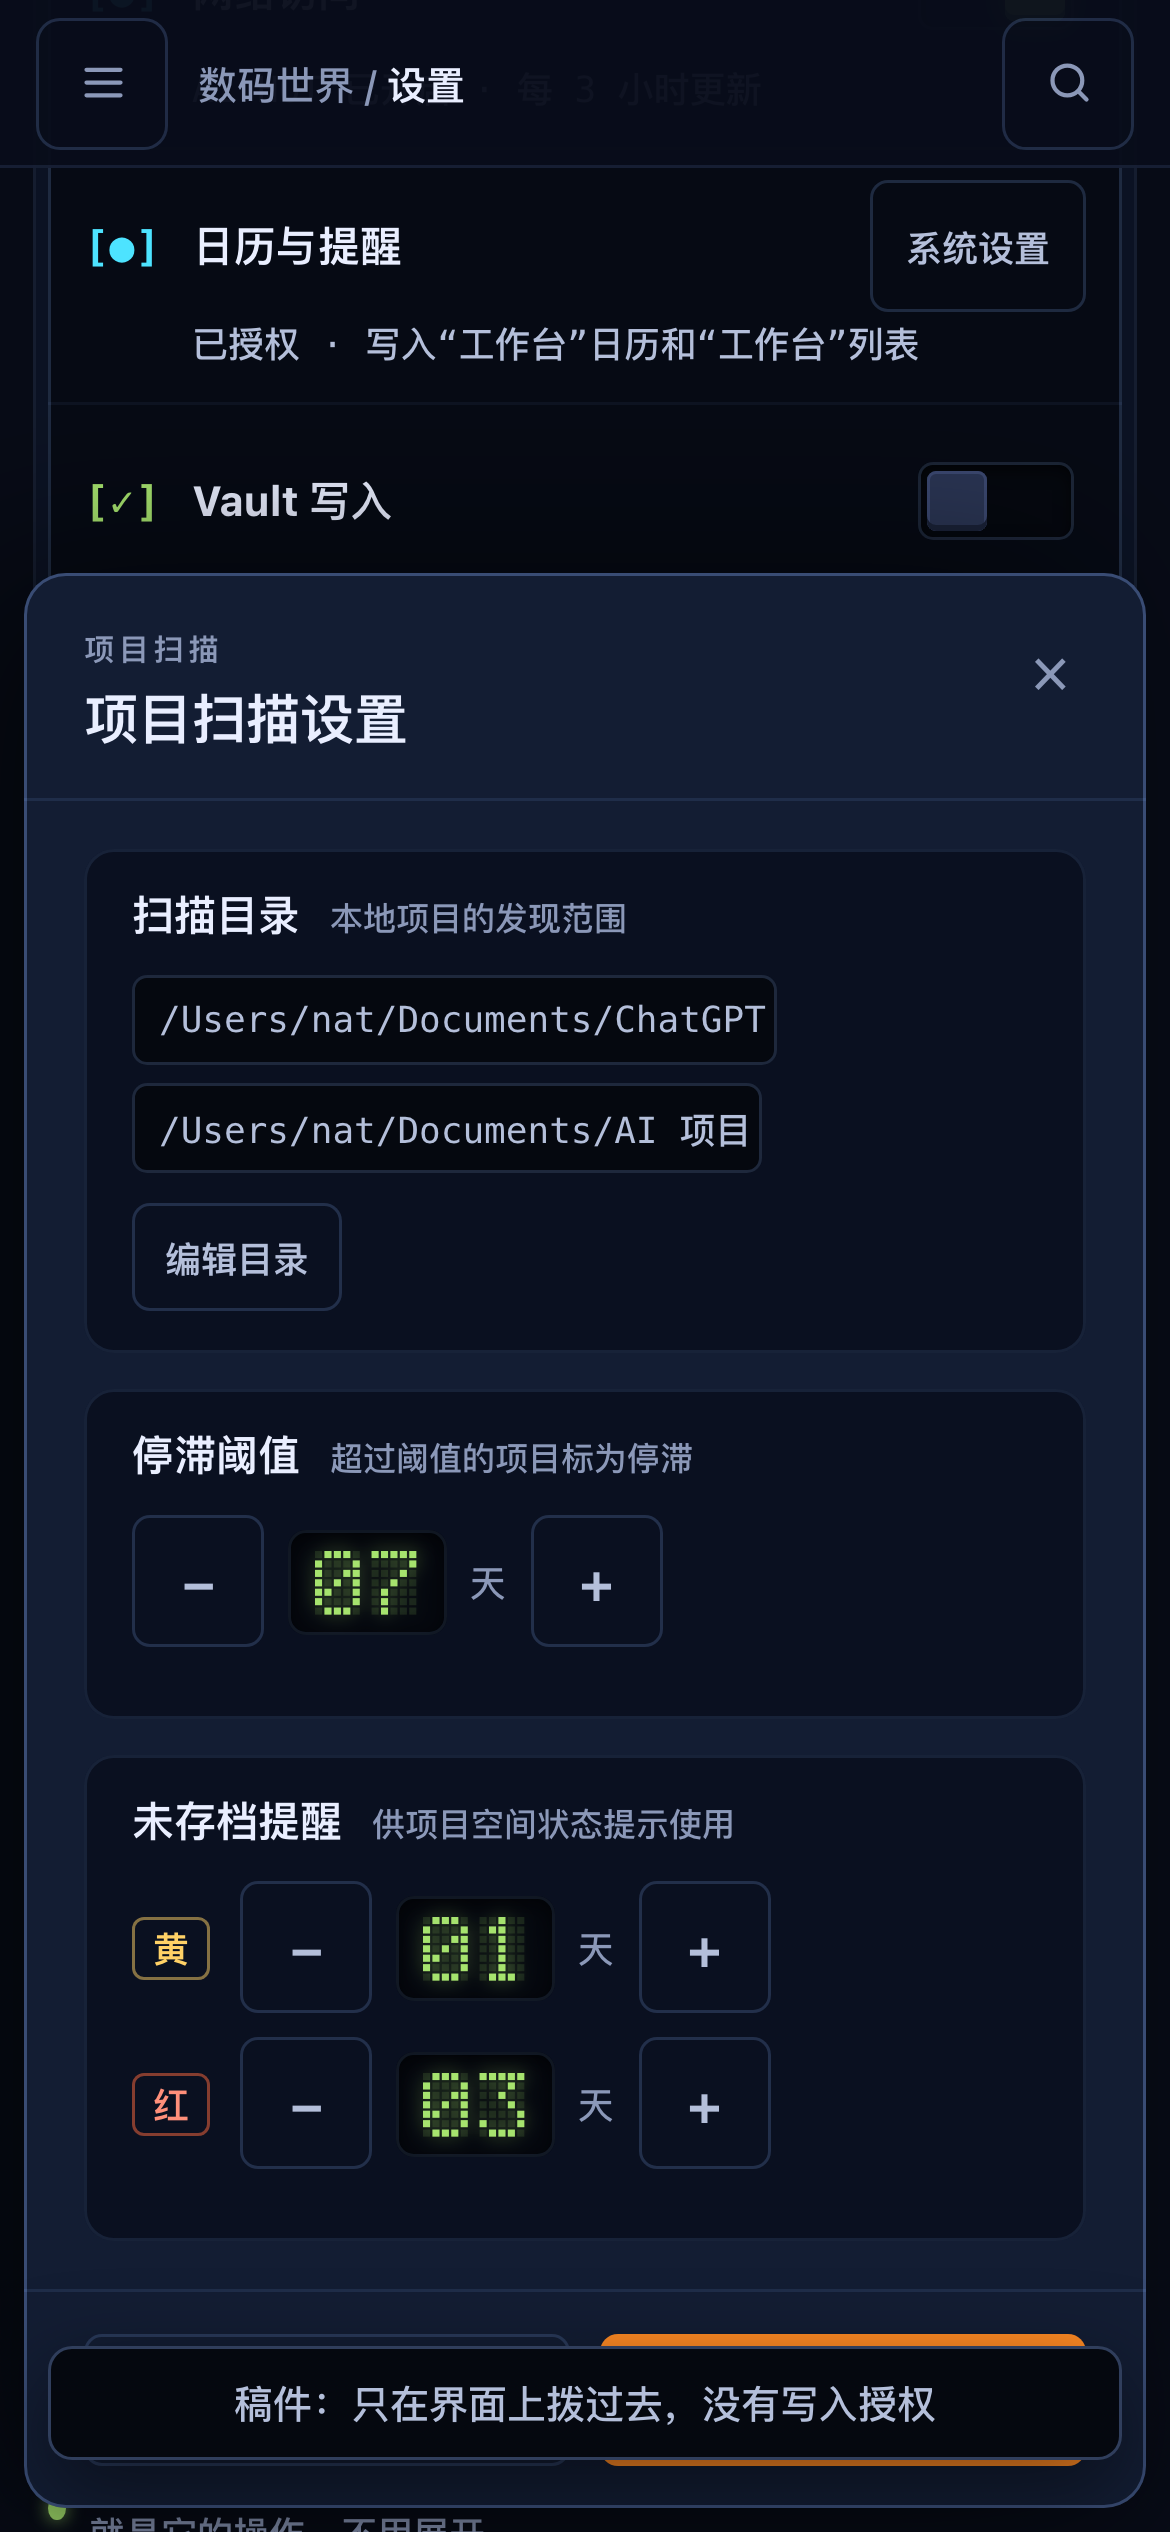 数码世界 / 设置
· 每 3 小时更新
[●] 日历与提醒
系统设置
已授权 · 写入“工作台”日历和“工作台”列表
[✓] Vault 写入
项目扫描
项目扫描设置
×
扫描目录 本地项目的发现范围
/Users/nat/Documents/ChatGPT
/Users/nat/Documents/AI 项目
编辑目录
停滞阈值 超过阈值的项目标为停滞
− 07 天 +
未存档提醒 供项目空间状态提示使用
黄 − 01 天 +
红 − 03 天 +
稿件：只在界面上拨过去，没有写入授权